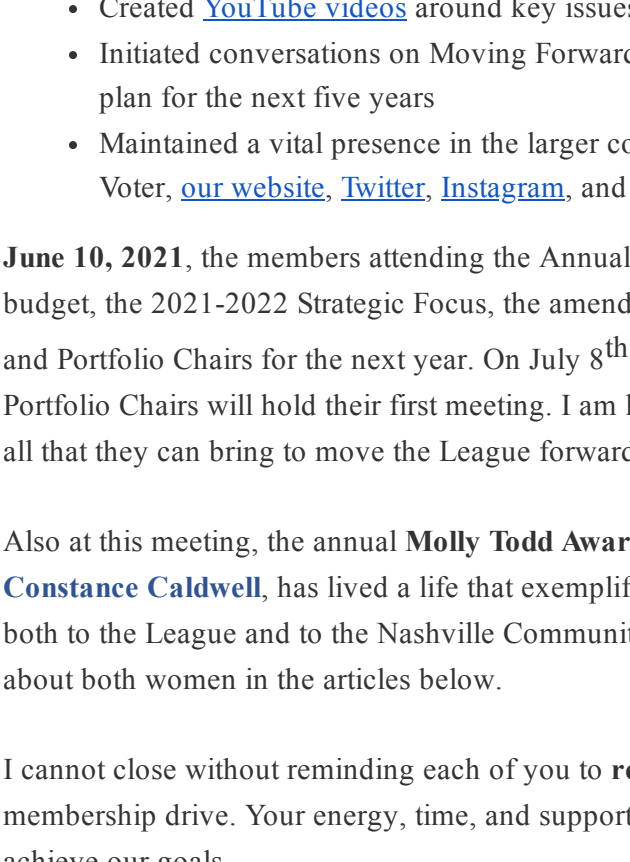 • Created YouTube videos around key issues
• Initiated conversations on Moving Forward
plan for the next five years
• Maintained a vital presence in the larger
Voter, our website, Twitter, Instagram, and
June 10, 2021, the members attending the Annual
budget, the 2021-2022 Strategic Focus, the
and Portfolio Chairs for the next year. On July 8th
Portfolio Chairs will hold their first meeting. I am
all that they can bring to move the League forward
Also at this meeting, the annual Molly Todd
Constance Caldwell, has lived a life that
both to the League and to the Nashville
about both women in the articles below.
I cannot close without reminding each of you to
membership drive. Your energy, time, and support
achieve our goals